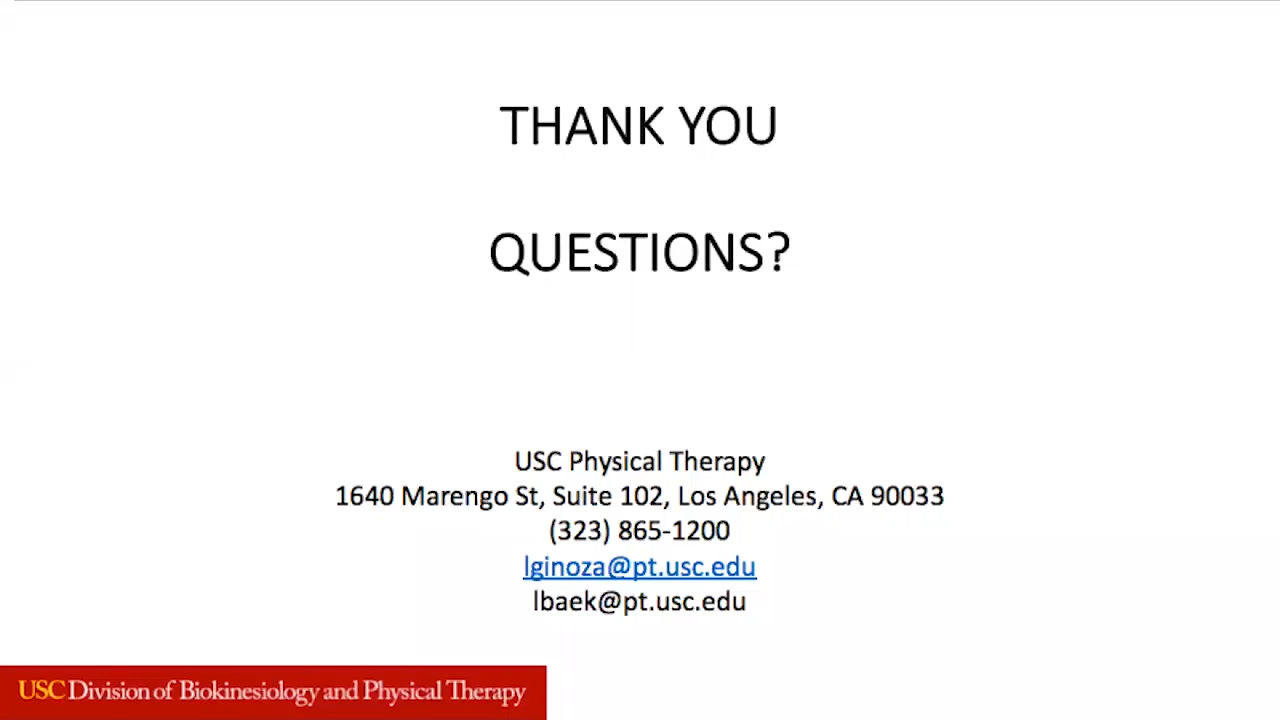 THANK YOU
QUESTIONS?
USC Physical Therapy
1640 Marengo St, Suite 102, Los Angeles, CA 90033
(323) 865-1200
lginoza@pt.usc.edu
lbaek@pt.usc.edu
USC Division of Biokinesiology and Physical Therapy